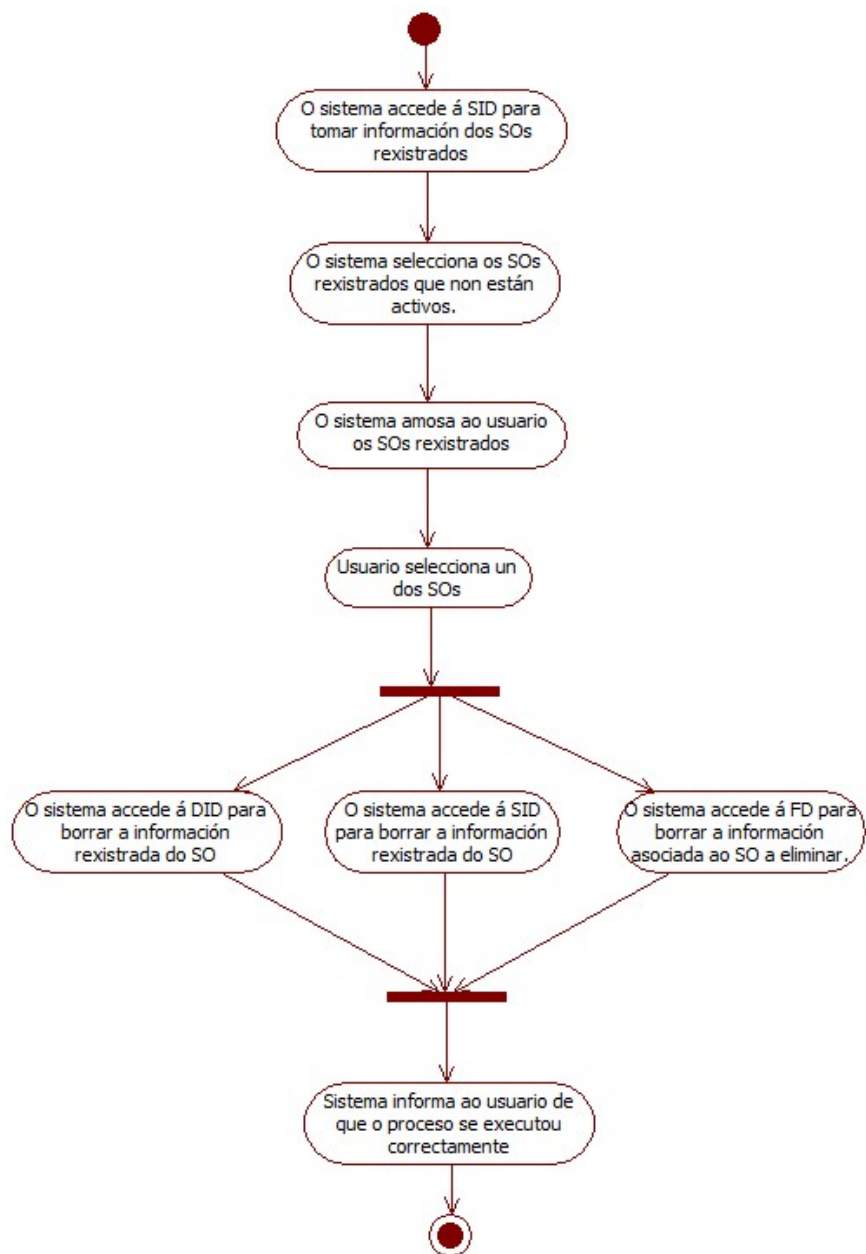 O sistema accede á SID para
tomar información dos SOs
rexistrados
O sistema selecciona os SOs
rexistrados que non están
activos.
O sistema amosa ao usuario
os SOs rexistrados
Usuario selecciona un
dos SOs
O sistema accede á DID para
borrar a información
rexistrada do SO
O sistema accede á SID
para borrar a información
rexistrada do SO
O sistema accede á FD para
borrar a información
asociada ao SO a eliminar.
Sistema informa ao usuario de
que o proceso se executou
correctamente